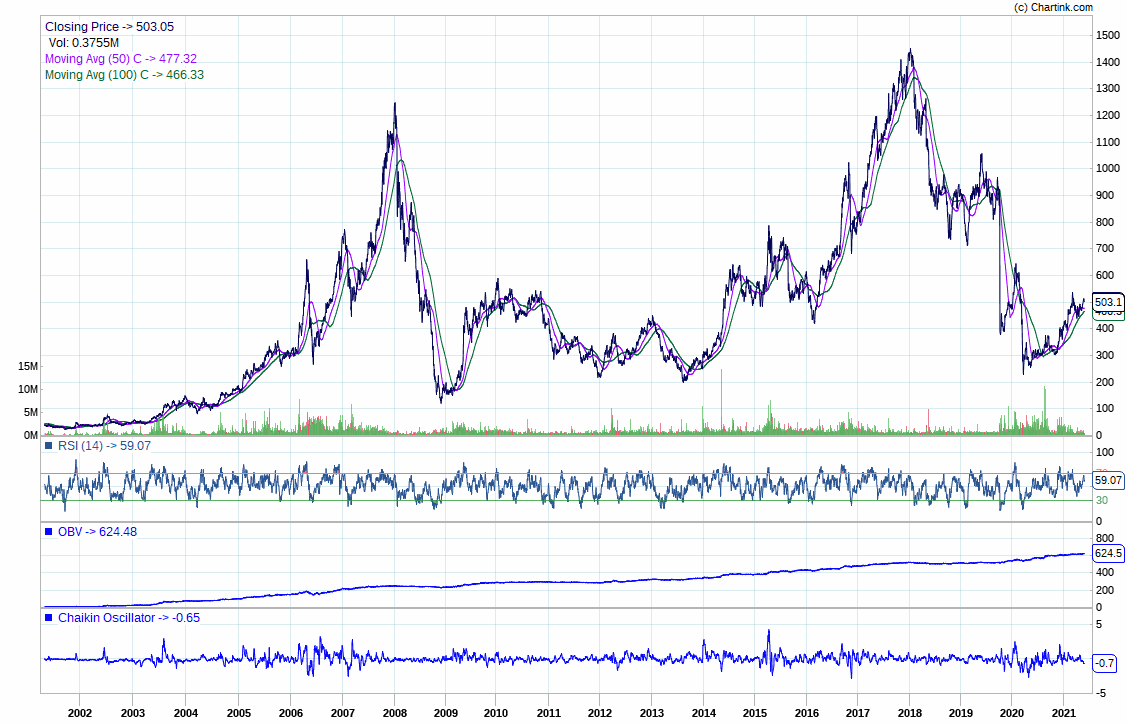 (c) Chartink.com
Closing Price -> 503.05
Vol: 0.3755M
Moving Avg (50) C -> 477.32
Moving Avg (100) C -> 466.33
1500
1400
1300
1200
1100
1000
900
800
700
600
503.1
400
300
200
100
0
15M
10M
5M
0M
RSI (14) -> 59.07
100
59.07
30
0
OBV -> 624.48
800
624.5
400
200
0
Chaikin Oscillator -> -0.65
5
-0.7
-5
2002 2003 2004 2005 2006 2007 2008 2009 2010 2011 2012 2013 2014 2015 2016 2017 2018 2019 2020 2021